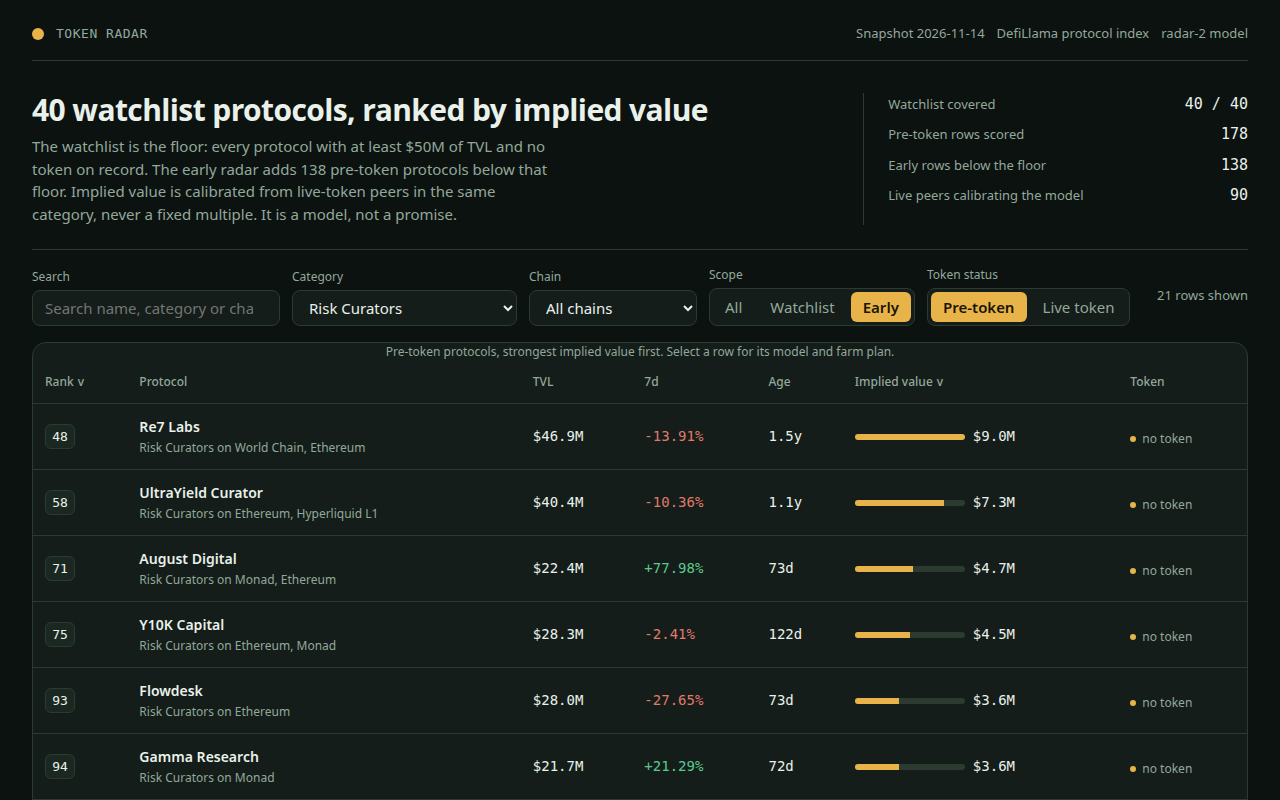 TOKEN RADAR
Snapshot 2026-11-14 DefiLlama protocol index radar-2 model
40 watchlist protocols, ranked by implied value
The watchlist is the floor: every protocol with at least $50M of TVL and no
token on record. The early radar adds 138 pre-token protocols below that
floor. Implied value is calibrated from live-token peers in the same
category, never a fixed multiple. It is a model, not a promise.
Watchlist covered 40 / 40
Pre-token rows scored 178
Early rows below the floor 138
Live peers calibrating the model 90
Search Category Chain Scope Token status
Search name, category or cha Risk Curators All chains All Watchlist Early Pre-token Live token 21 rows shown
Pre-token protocols, strongest implied value first. Select a row for its model and farm plan.
Rank v Protocol TVL 7d Age Implied value v Token
48 Re7 Labs $46.9M -13.91% 1.5y $9.0M no token
Risk Curators on World Chain, Ethereum
58 UltraYield Curator $40.4M -10.36% 1.1y $7.3M no token
Risk Curators on Ethereum, Hyperliquid L1
71 August Digital $22.4M +77.98% 73d $4.7M no token
Risk Curators on Monad, Ethereum
75 Y10K Capital $28.3M -2.41% 122d $4.5M no token
Risk Curators on Ethereum, Monad
93 Flowdesk $28.0M -27.65% 73d $3.6M no token
Risk Curators on Ethereum
94 Gamma Research $21.7M +21.29% 72d $3.6M no token
Risk Curators on Monad